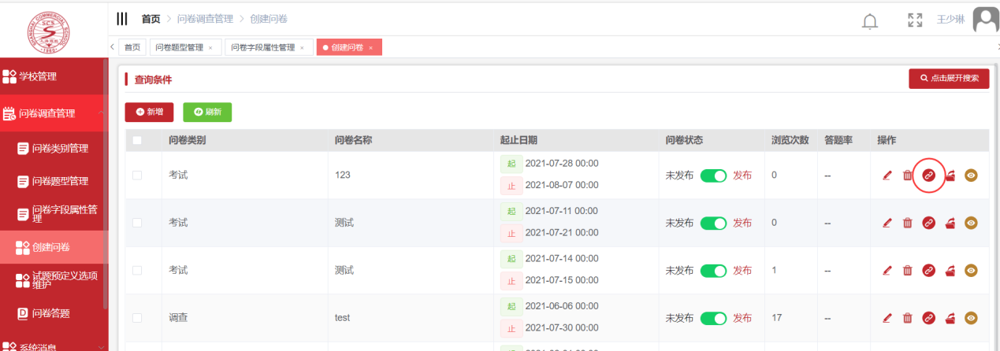 首页 > 问卷调查管理 > 创建问卷
王少琳
SHANGHAI COMMERCIAL SCHOOL
SCS
1962
首页
问卷题型管理 ×
问卷字段属性管理 ×
创建问卷 ×
学校管理
问卷调查管理
问卷类别管理
问卷题型管理
问卷字段属性管
理
创建问卷
试题预定义选项
维护
问卷答题
系统消息
查询条件
点击展开搜索
新增
刷新
问卷类别 问卷名称 起止日期 问卷状态 浏览次数 答题率 操作
考试 123 起 2021-07-28 00:00 未发布 发布 0 --
止 2021-08-07 00:00
考试 测试 起 2021-07-11 00:00 未发布 发布 0 --
止 2021-07-21 00:00
考试 测试 起 2021-07-14 00:00 未发布 发布 1 --
止 2021-07-15 00:00
调查 test 起 2021-06-06 00:00 未发布 发布 17 --
止 2021-07-30 00:00